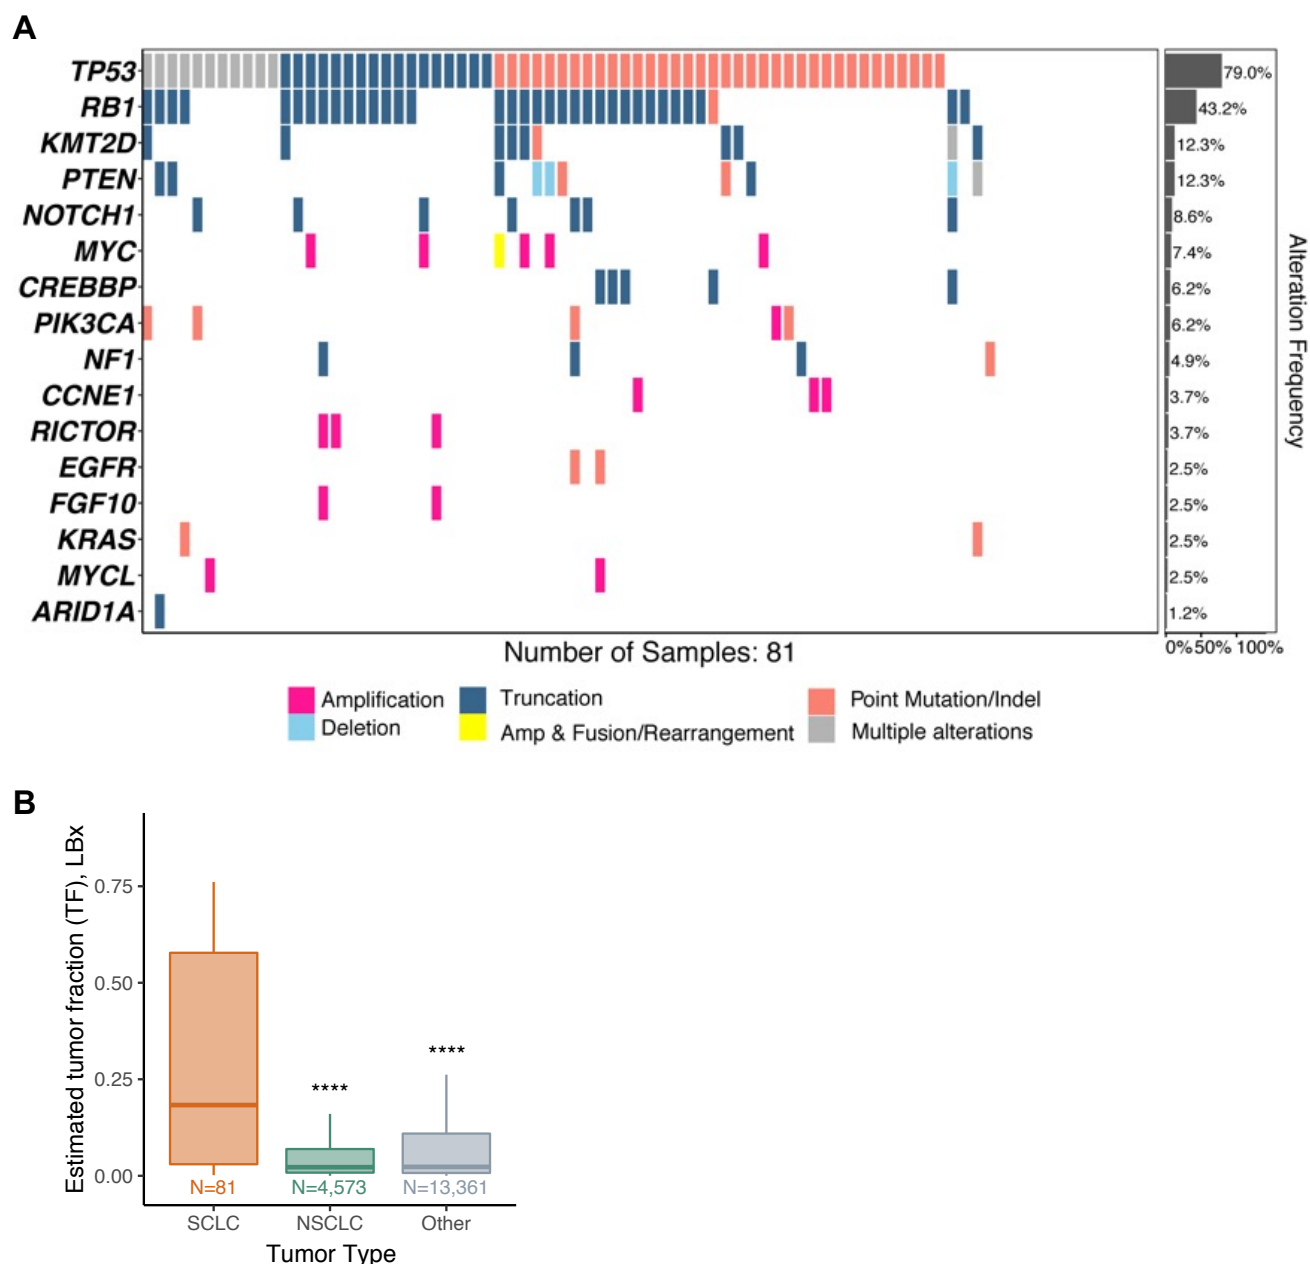 A
TP53 79.0%
RB1 43.2%
KMT2D 12.3%
PTEN 12.3%
NOTCH1 8.6%
MYC 7.4%
CREBBP 6.2%
PIK3CA 6.2%
NF1 4.9%
CCNE1 3.7%
RICTOR 3.7%
EGFR 2.5%
FGF10 2.5%
KRAS 2.5%
MYCL 2.5%
ARID1A 1.2%
Alteration Frequency
0% 50% 100%
Number of Samples: 81
Amplification Truncation Point Mutation/Indel
Deletion Amp & Fusion/Rearrangement Multiple alterations
B
Estimated tumor fraction (TF), LBx
0.75
0.50
0.25
0.00
****
****
N=81 N=4,573 N=13,361
SCLC NSCLC Other
Tumor Type